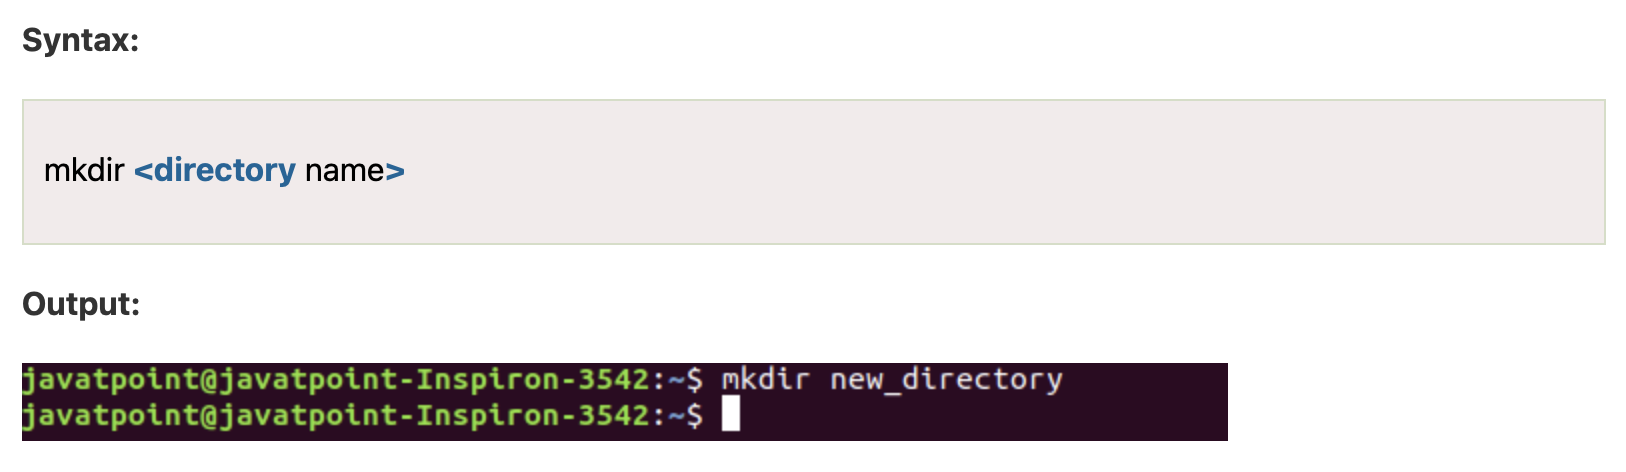 Syntax:
mkdir <directory name>
Output:
javatpoint@javatpoint-Inspiron-3542:~$ mkdir new_directory
javatpoint@javatpoint-Inspiron-3542:~$